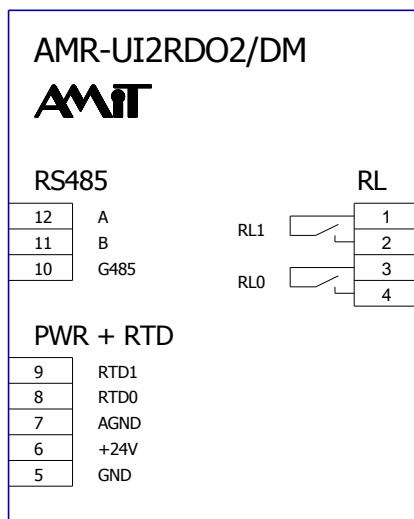 AMR-UI2RDO2/DM
AMiT
RS485
12 A
11 B
10 G485
RL
RL1
1
2
RL0
3
4
PWR + RTD
9 RTD1
8 RTD0
7 AGND
6 +24V
5 GND